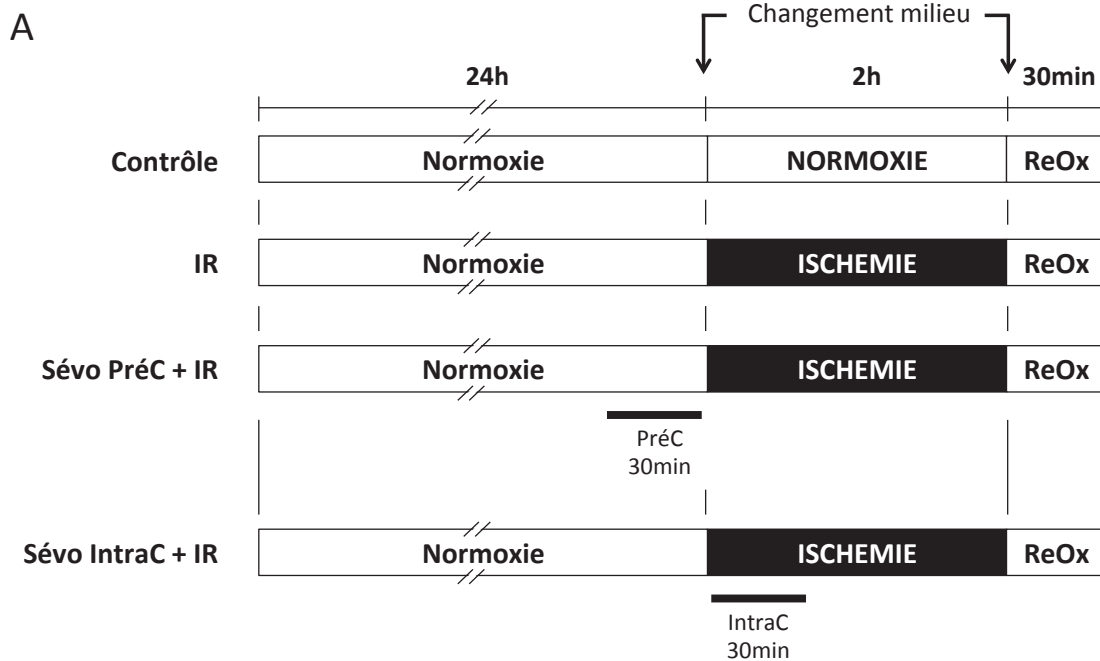 A
Changement milieu
24h 2h 30min
Contrôle Normoxie NORMOXIE ReOx
IR Normoxie ISCHEMIE ReOx
Sévo PréC + IR Normoxie ISCHEMIE ReOx
PréC
30min
Sévo IntraC + IR Normoxie ISCHEMIE ReOx
IntraC
30min